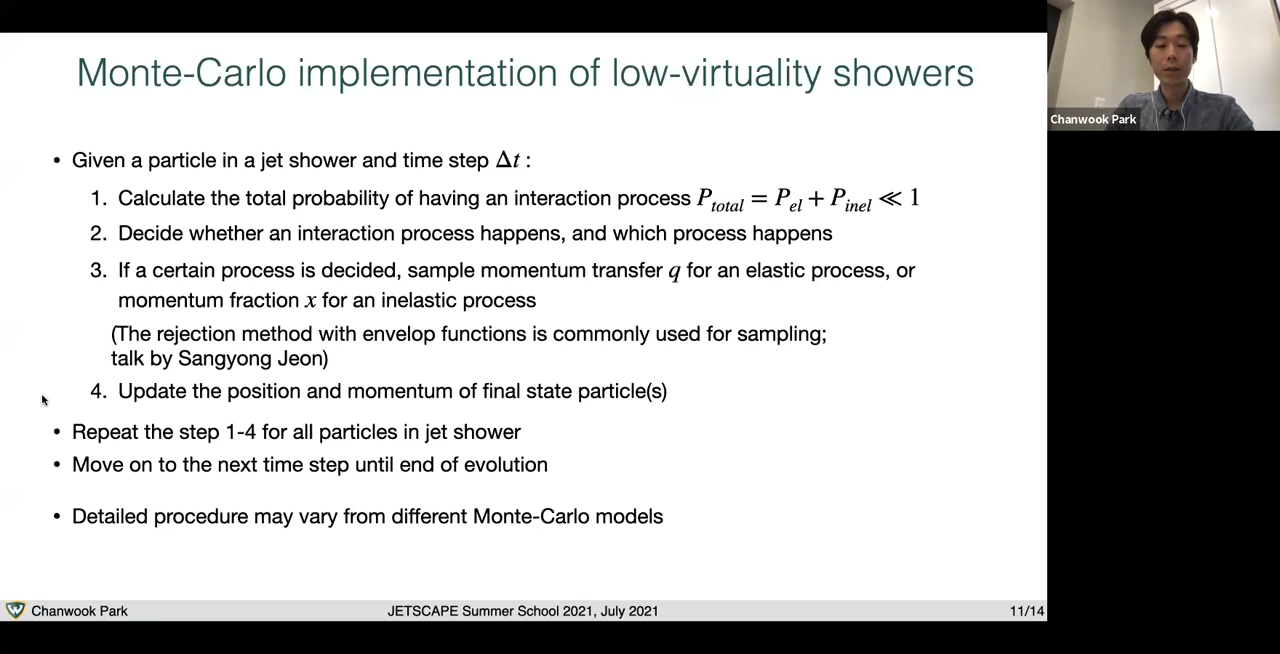 Monte-Carlo implementation of low-virtuality showers
Chanwook Park
• Given a particle in a jet shower and time step Δt :
1. Calculate the total probability of having an interaction process P_total = P_el + P_inel ≪ 1
2. Decide whether an interaction process happens, and which process happens
3. If a certain process is decided, sample momentum transfer q for an elastic process, or
momentum fraction x for an inelastic process
(The rejection method with envelop functions is commonly used for sampling;
talk by Sangyong Jeon)
4. Update the position and momentum of final state particle(s)
• Repeat the step 1-4 for all particles in jet shower
• Move on to the next time step until end of evolution
• Detailed procedure may vary from different Monte-Carlo models
Chanwook Park
JETSCAPE Summer School 2021, July 2021
11/14